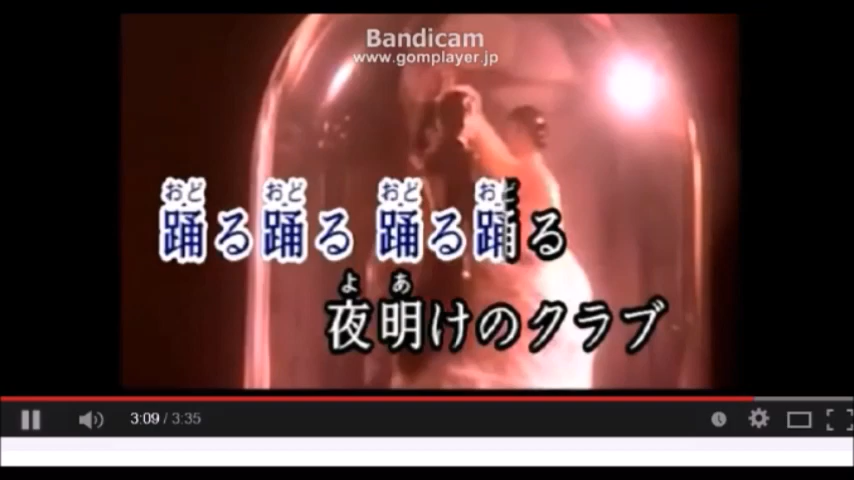 Bandicam
www.gomplayer.jp
おど おど おど おど
踊る踊る 踊る踊る
よ あ
夜明けのクラブ
3:09 / 3:35